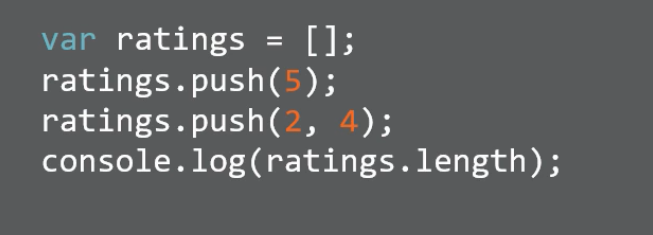 var ratings = [];
ratings.push(5);
ratings.push(2, 4);
console.log(ratings.length);